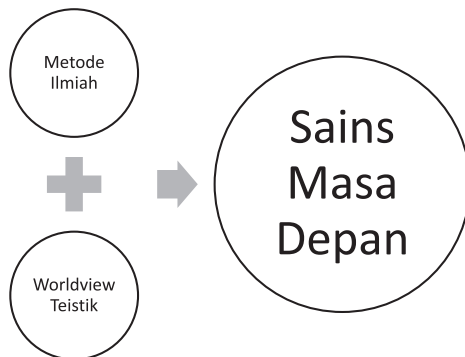 Metode
Ilmiah
Worldview
Teistik
Sains
Masa
Depan